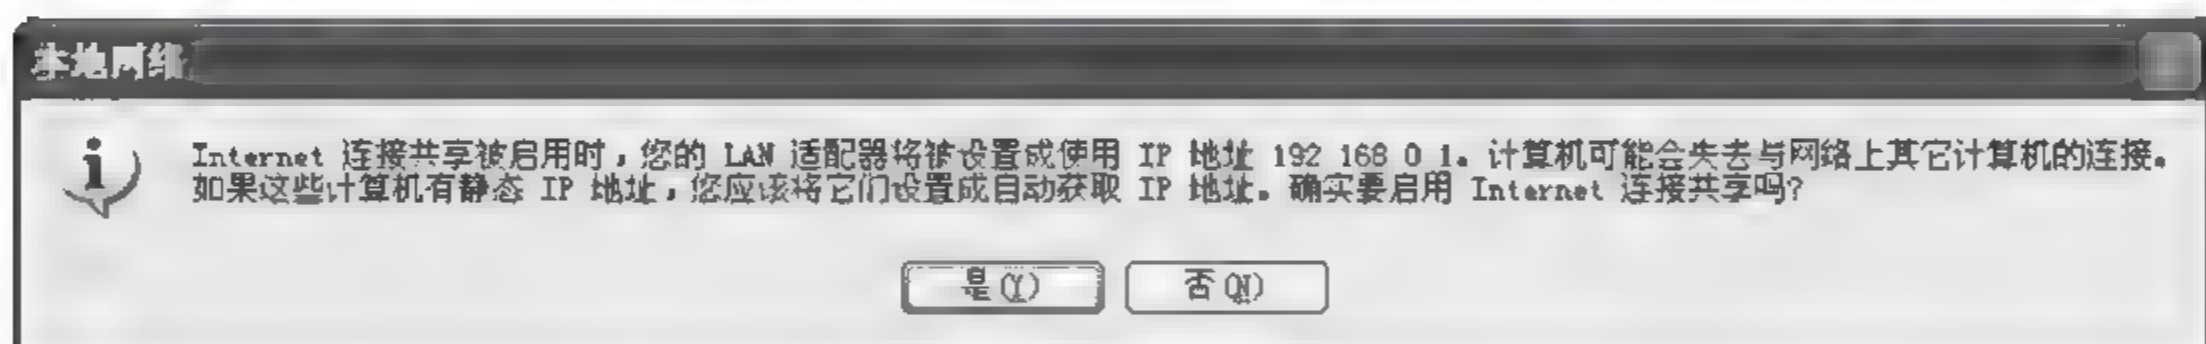 本地网络
Internet 连接共享被启用时，您的 LAN 适配器将被设置成使用 IP 地址 192 168 0 1。计算机可能会失去与网络上其它计算机的连接。
如果这些计算机有静态 IP 地址，您应该将它们设置成自动获取 IP 地址。确实要启用 Internet 连接共享吗?
是(Y)
否(N)